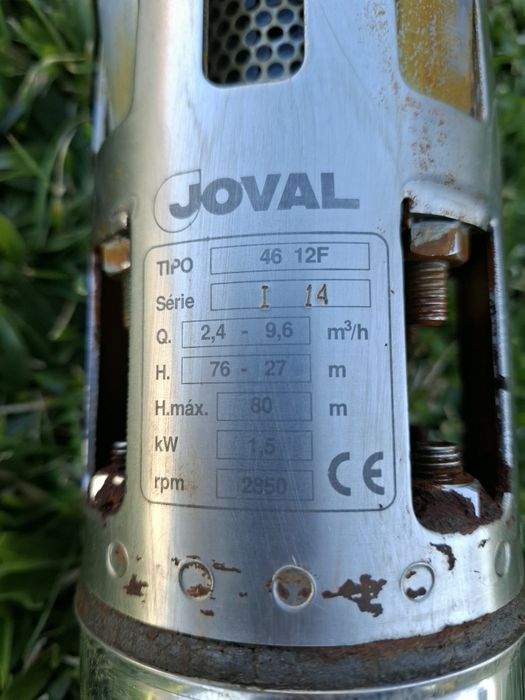 JOVAL
TIPO 46 12F
Série I 14
Q. 2,4 - 9,6 m³/h
H. 76 - 27 m
H.máx. 80 m
kW 1,5
rpm 2850
CE